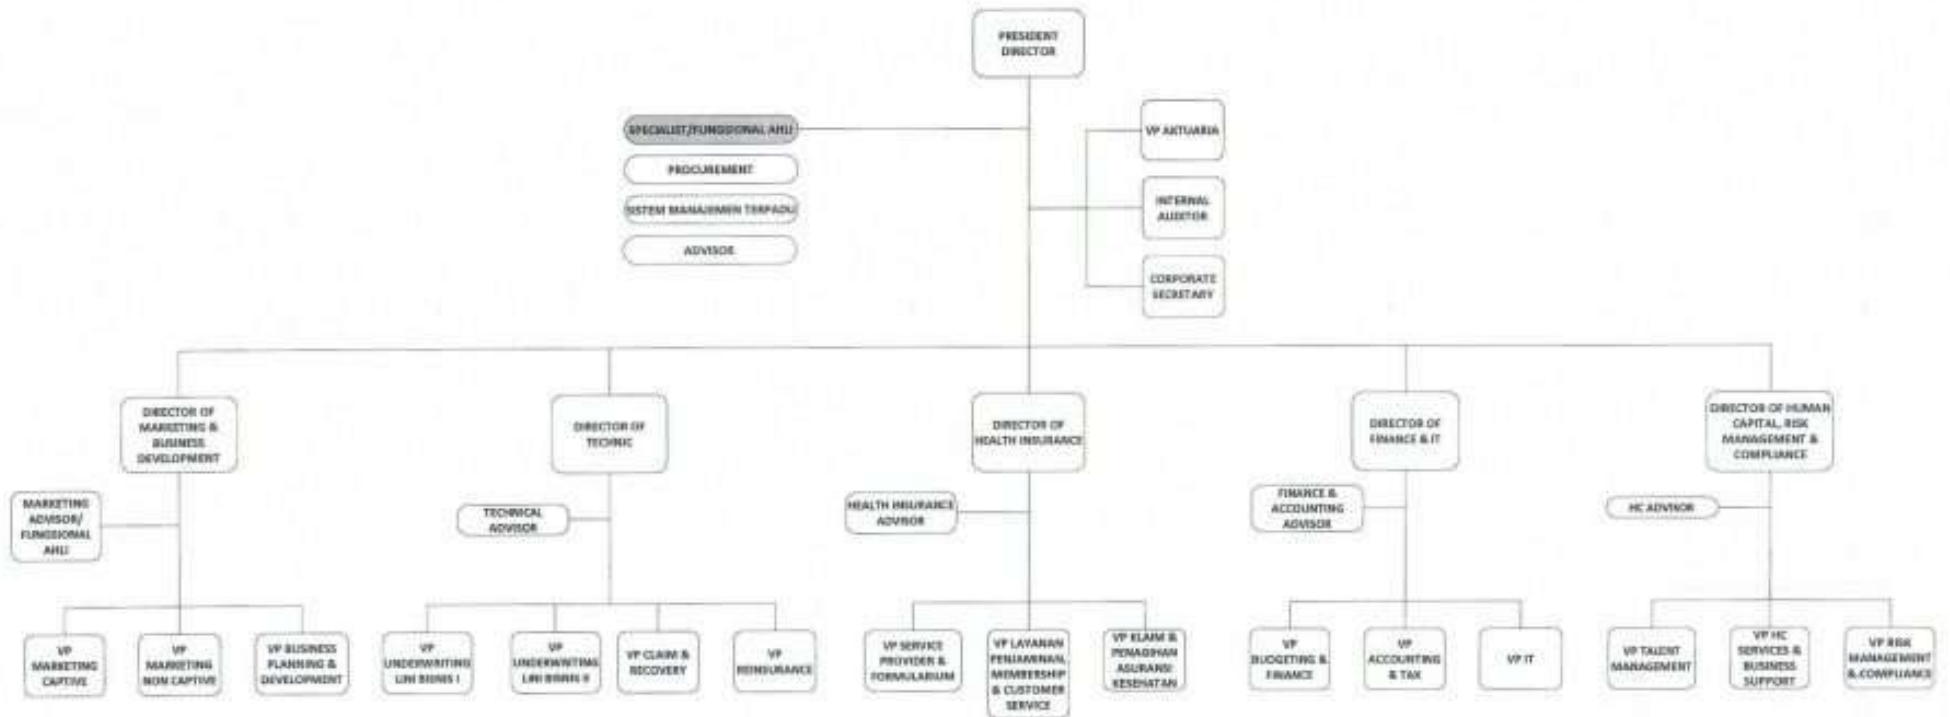 PRESIDENT
DIRECTOR
SPECIALIST/FUNGSIONAL AHLI
PROCUREMENT
SISTEM MANAJEMEN TERPADU
ADVISOR
VP AKTUARIA
INTERNAL
AUDITOR
CORPORATE
SECRETARY
DIRECTOR OF
MARKETING &
BUSINESS
DEVELOPMENT
DIRECTOR OF
TECHNIC
DIRECTOR OF
HEALTH INSURANCE
DIRECTOR OF
FINANCE & IT
DIRECTOR OF HUMAN
CAPITAL, RISK
MANAGEMENT &
COMPLIANCE
MARKETING
ADVISOR/
FUNGSIONAL
AHLI
TECHNICAL
ADVISOR
HEALTH INSURANCE
ADVISOR
FINANCE &
ACCOUNTING
ADVISOR
HC ADVISOR
VP
MARKETING
CAPTIVE
VP
MARKETING
NON CAPTIVE
VP BUSINESS
PLANNING &
DEVELOPMENT
VP
UNDERWRITING
LINI BISNIS I
VP
UNDERWRITING
LINI BISNIS II
VP CLAIM &
RECOVERY
VP
REINSURANCE
VP SERVICE
PROVIDER &
FORMULARIUM
VP LAYANAN
PENJAMINAN,
MEMBERSHIP
& CUSTOMER
SERVICE
VP KLAIM &
PENAGIHAN
ASURANSI
KESEHATAN
VP
BUDGETING &
FINANCE
VP
ACCOUNTING
& TAX
VP IT
VP TALENT
MANAGEMENT
VP HC
SERVICES &
BUSINESS
SUPPORT
VP RISK
MANAGEMENT
& COMPLIANCE